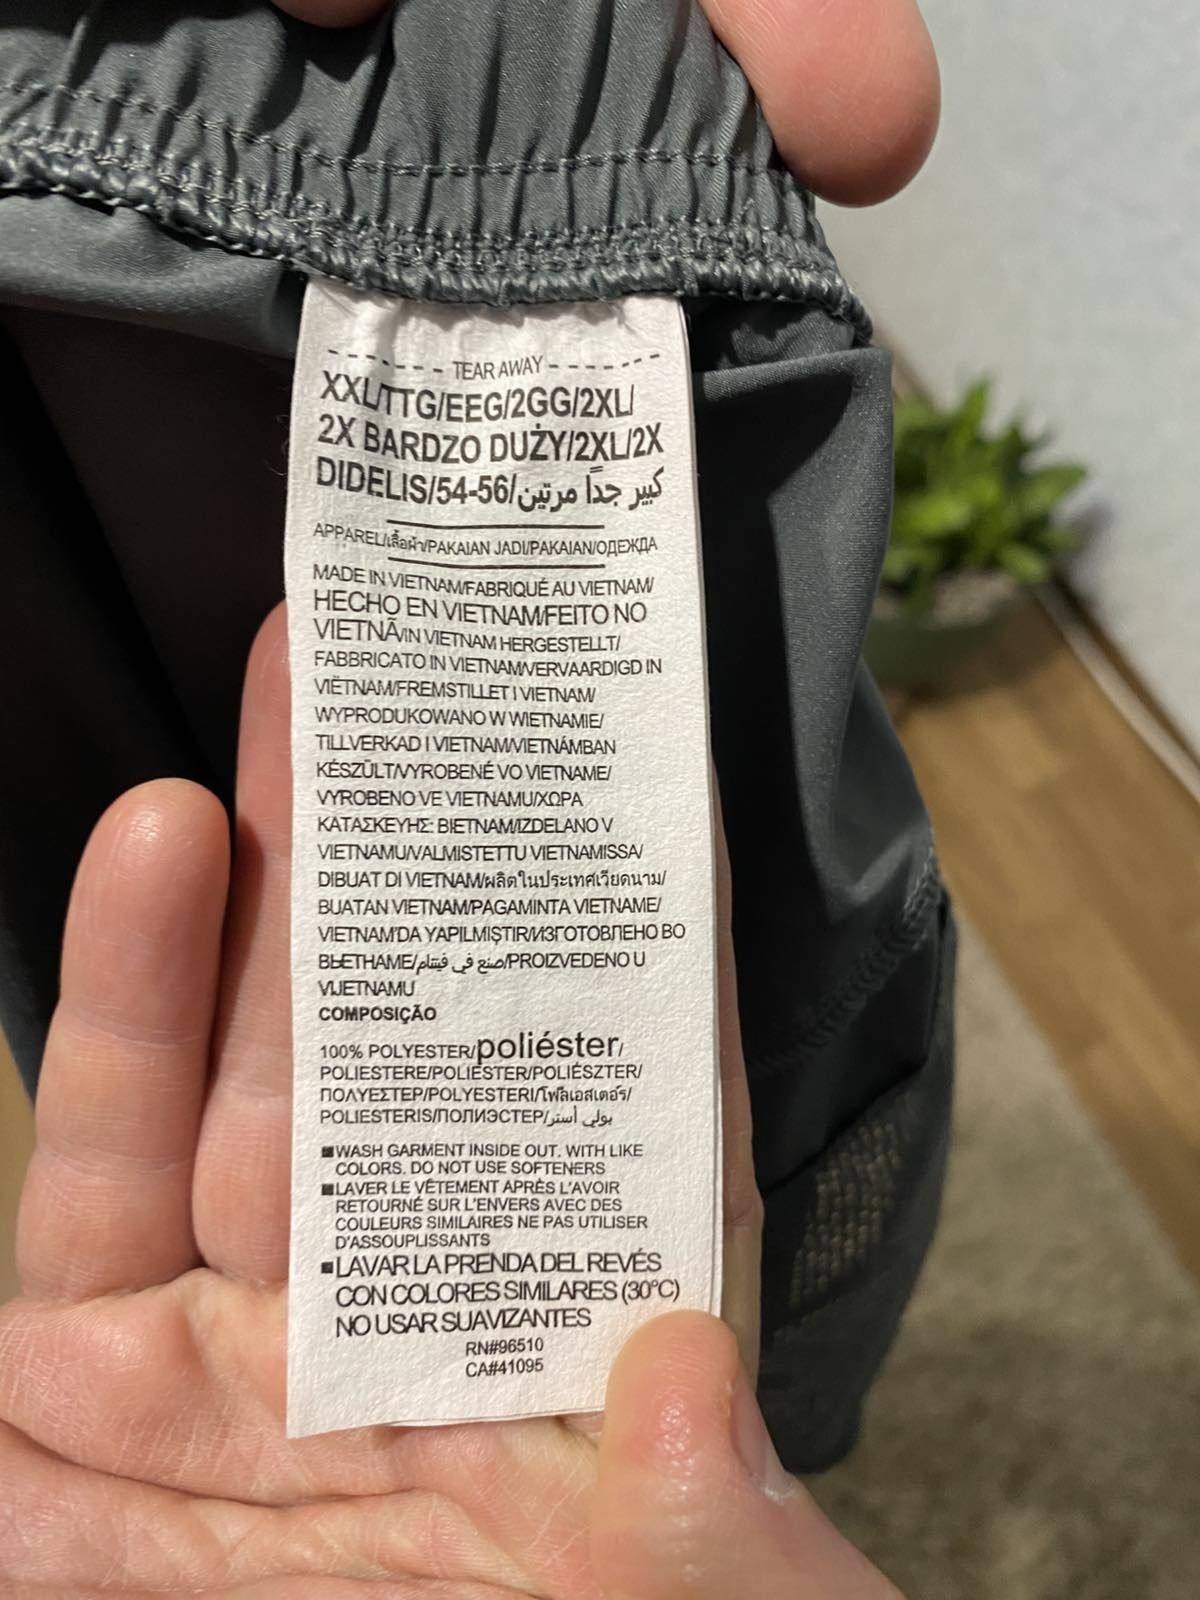 TEAR AWAY
XXL/TTG/EEG/2GG/2XL/
2X BARDZO DUŻY/2XL/2X
DIDELIS/54-56/كبير جداً مرتين
APPAREL/เสื้อผ้า/PAKAIAN JADI/PAKAIAN/ОДЕЖДА
MADE IN VIETNAM/FABRIQUÉ AU VIETNAM/
HECHO EN VIETNAM/FEITO NO
VIETNÃ/IN VIETNAM HERGESTELLT/
FABBRICATO IN VIETNAM/VERVAARDIGD IN
VIËTNAM/FREMSTILLET I VIETNAM/
WYPRODUKOWANO W WIETNAMIE/
TILLVERKAD I VIETNAM/VIETNÁMBAN
KÉSZÜLT/VYROBENÉ VO VIETNAME/
VYROBENO VE VIETNAMU/ΧΩΡΑ
ΚΑΤΑΣΚΕΥΗΣ: ΒΙΕΤΝΑΜ/IZDELANO V
VIETNAMU/VALMISTETTU VIETNAMISSA/
DIBUAT DI VIETNAM/ผลิตในประเทศเวียดนาม/
BUATAN VIETNAM/PAGAMINTA VIETNAME/
VIETNAM'DA YAPILMIŞTIR/ИЗГОТОВЛЕНО ВО
ВЬЕТНАМЕ/صنع في فيتنام/PROIZVEDENO U
VIJETNAMU
COMPOSIÇÃO
100% POLYESTER/poliéster/
POLIESTERE/POLIESTER/POLIÉSZTER/
ΠΟΛΥΕΣΤΕΡ/POLYESTERI/โพลีเอสเตอร์/
POLIESTERIS/ПОЛИЭСТЕР/بولي أستر
WASH GARMENT INSIDE OUT. WITH LIKE
COLORS. DO NOT USE SOFTENERS
LAVER LE VÊTEMENT APRÈS L'AVOIR
RETOURNÉ SUR L'ENVERS AVEC DES
COULEURS SIMILAIRES NE PAS UTILISER
D'ASSOUPLISSANTS
LAVAR LA PRENDA DEL REVÉS
CON COLORES SIMILARES (30°C)
NO USAR SUAVIZANTES
RN#96510
CA#41095